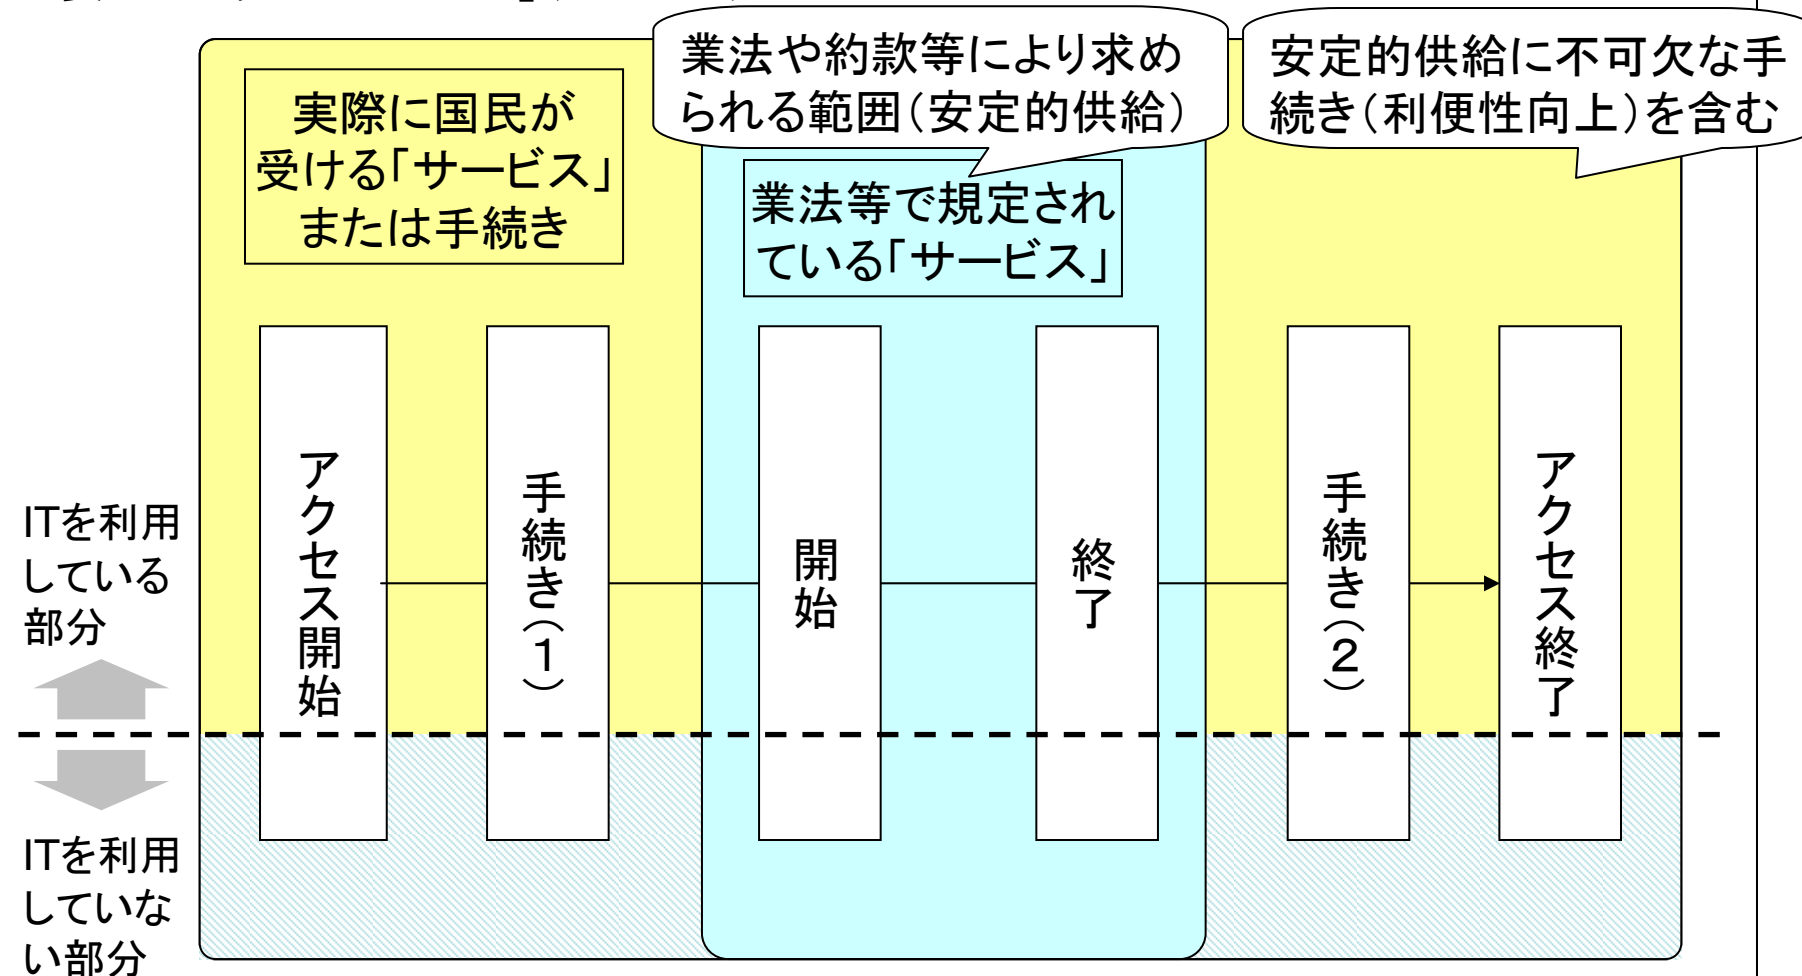 業法や約款等により求め
られる範囲（安定的供給）
安定的供給に不可欠な手
続き（利便性向上）を含む
実際に国民が
受ける「サービス」
または手続き
業法等で規定され
ている「サービス」
アクセス開始
手続き（１）
開始
終了
手続き（２）
アクセス終了
ITを利用
している
部分
ITを利用
していな
い部分